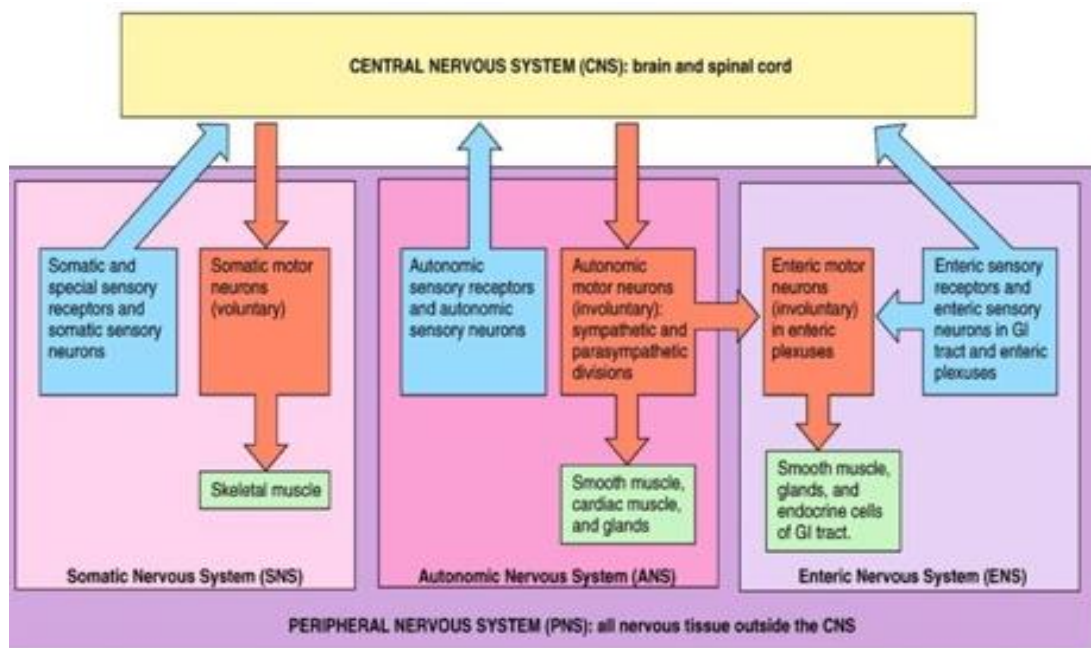 CENTRAL NERVOUS SYSTEM (CNS): brain and spinal cord
Somatic and
special sensory
receptors and
somatic sensory
neurons
Somatic motor
neurons
(voluntary)
Autonomic
sensory receptors
and autonomic
sensory neurons
Autonomic
motor neurons
(involuntary):
sympathetic and
parasympathetic
divisions
Enteric motor
neurons
(involuntary)
in enteric
plexuses
Enteric sensory
receptors and
enteric sensory
neurons in GI
tract and enteric
plexuses
Skeletal muscle
Smooth muscle,
cardiac muscle,
and glands
Smooth muscle,
glands, and
endocrine cells
of GI tract.
Somatic Nervous System (SNS)
Autonomic Nervous System (ANS)
Enteric Nervous System (ENS)
PERIPHERAL NERVOUS SYSTEM (PNS): all nervous tissue outside the CNS